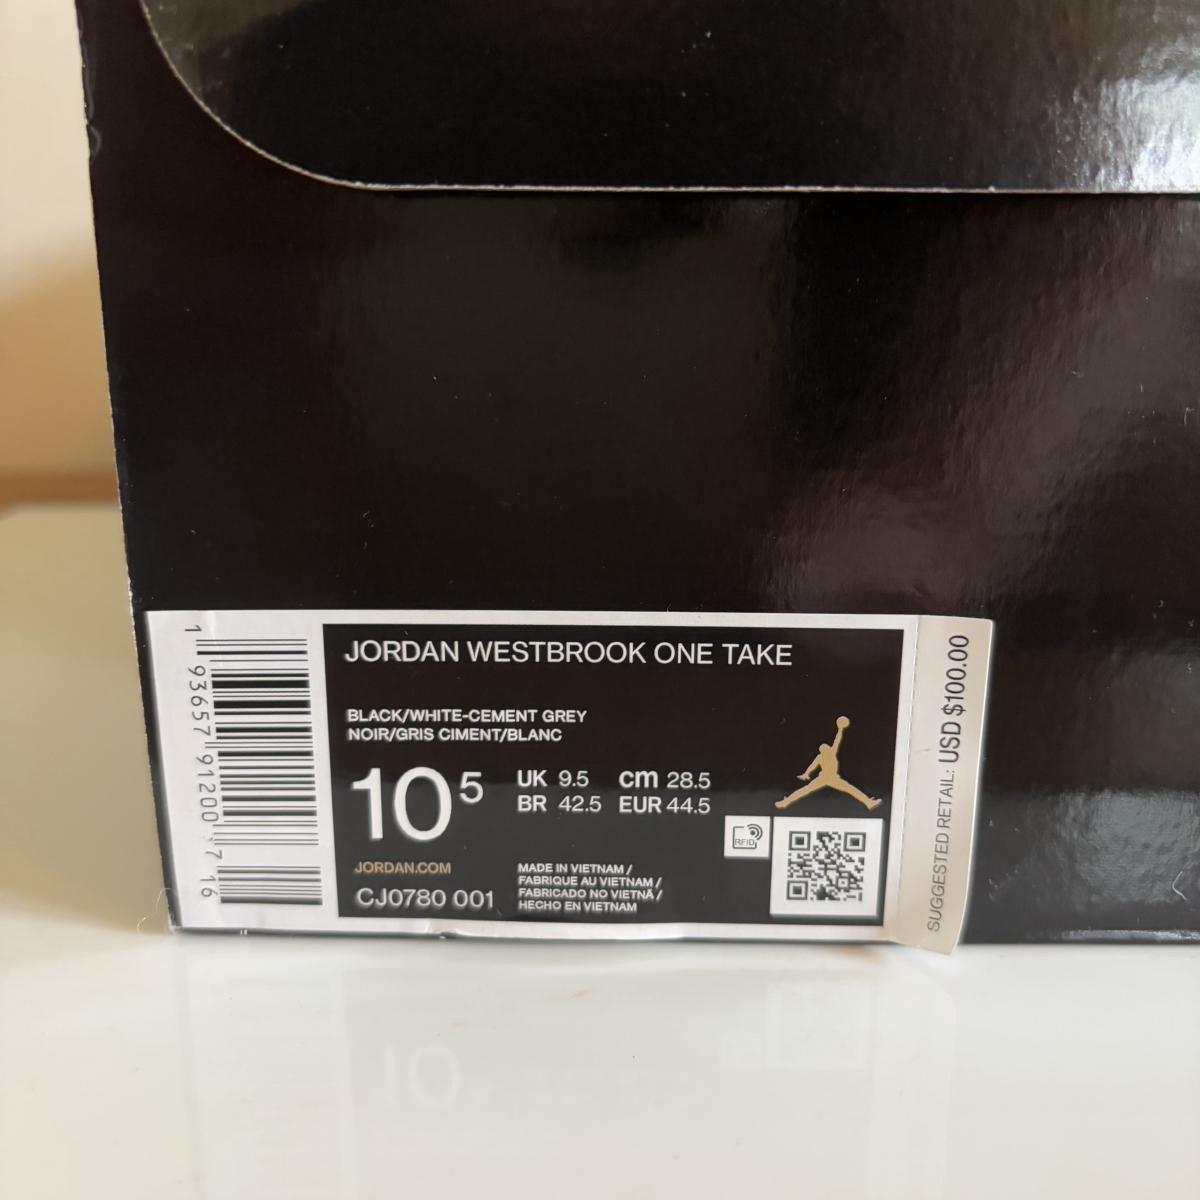 JORDAN WESTBROOK ONE TAKE
BLACK/WHITE-CEMENT GREY
NOIR/GRIS CIMENT/BLANC
10 5
UK 9.5 cm 28.5
BR 42.5 EUR 44.5
JORDAN.COM
CJ0780 001
MADE IN VIETNAM /
FABRIQUE AU VIETNAM /
FABRICADO NO VIETNÃ /
HECHO EN VIETNAM
RFID
1 93657 91200 7 16
SUGGESTED RETAIL: USD $100.00